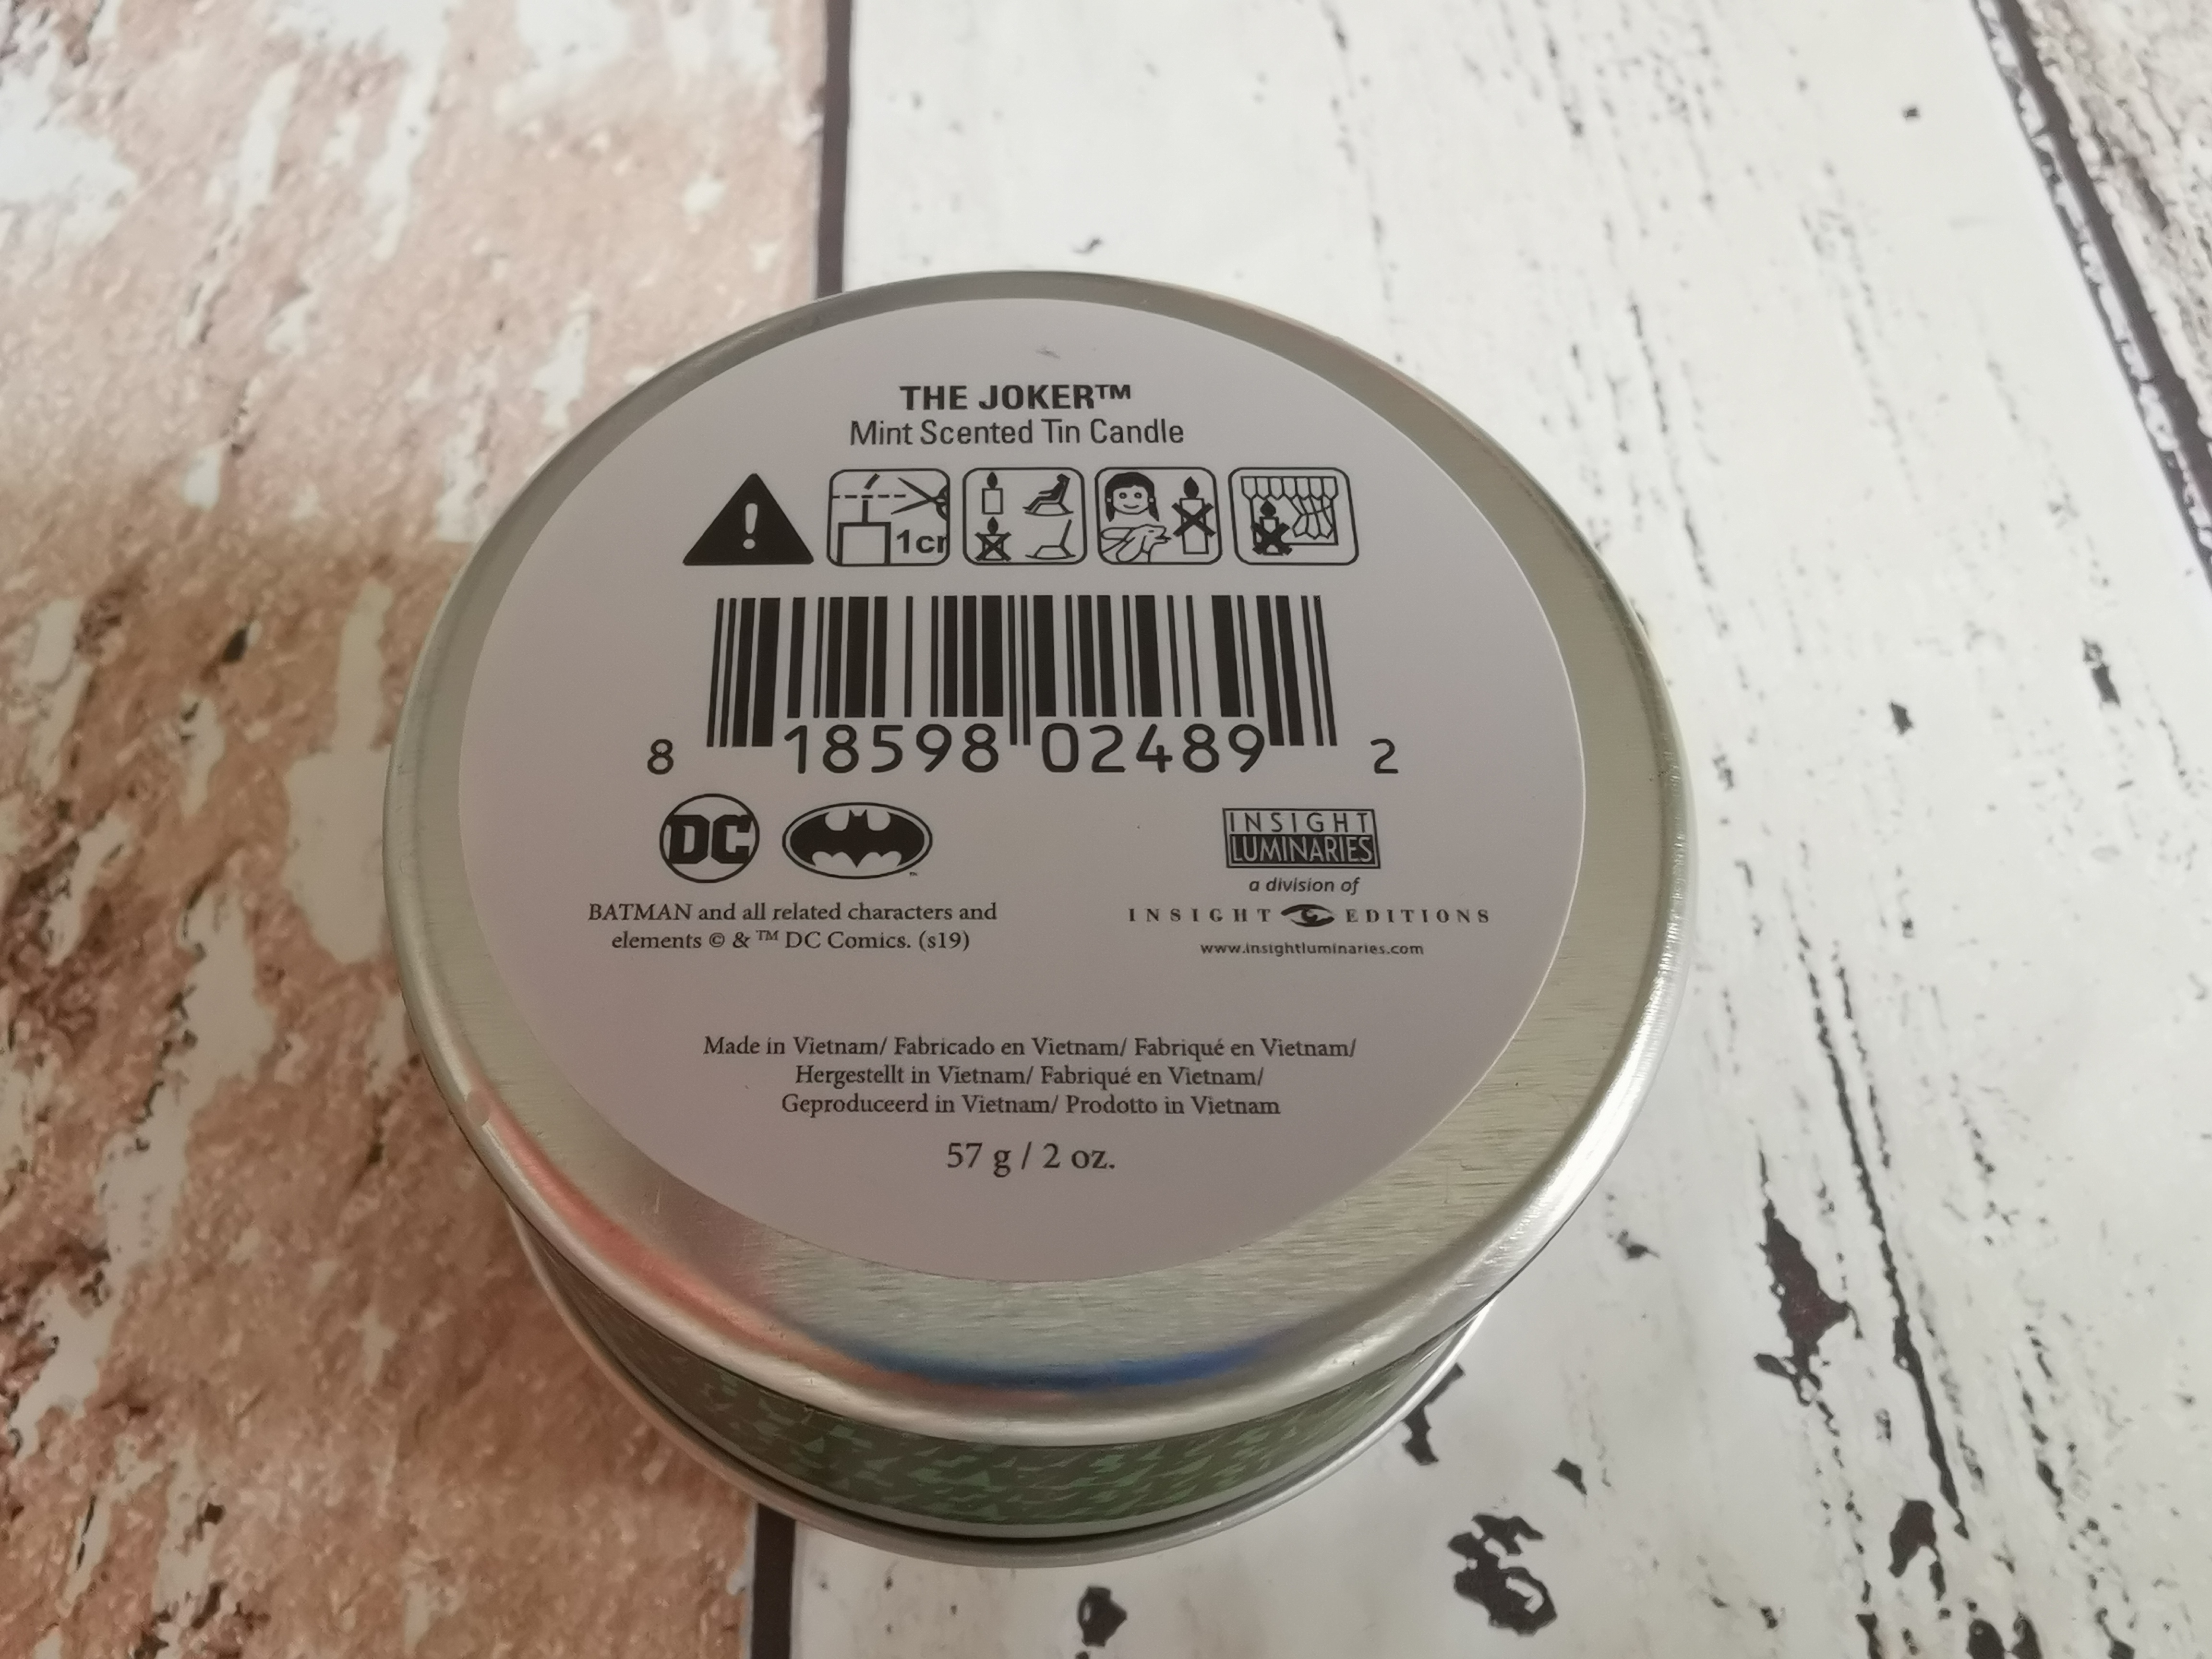 THE JOKER™
Mint Scented Tin Candle
1cr
8 18598 02489 2
DC
INSIGHT
LUMINARIES
a division of
INSIGHT EDITIONS
www.insightluminaries.com
BATMAN and all related characters and
elements © & ™ DC Comics. (s19)
Made in Vietnam/ Fabricado en Vietnam/ Fabriqué en Vietnam/
Hergestellt in Vietnam/ Fabriqué en Vietnam/
Geproduceerd in Vietnam/ Prodotto in Vietnam
57 g / 2 oz.